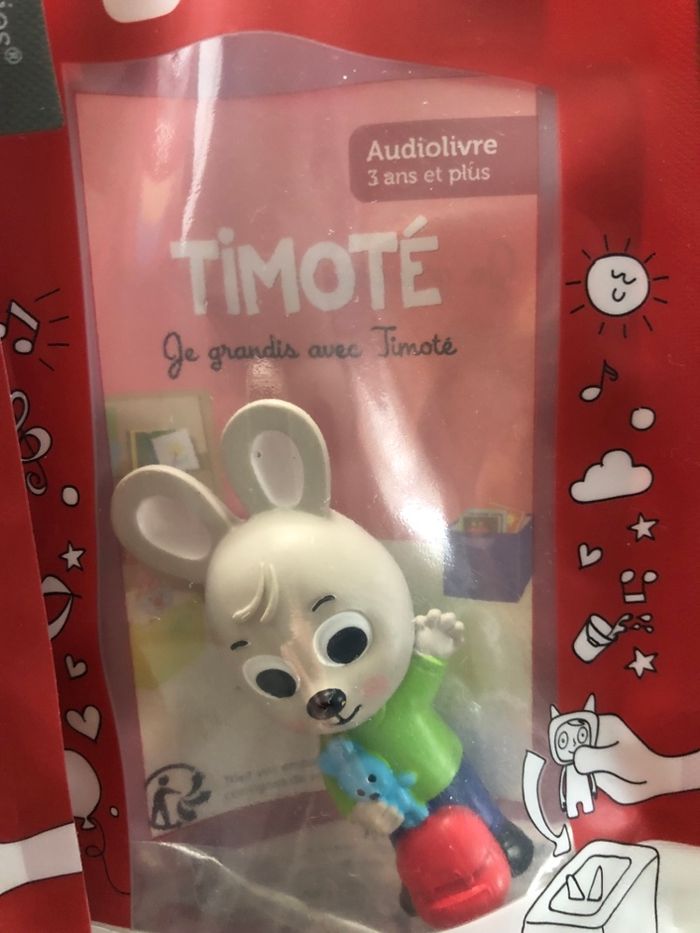 Audiolivre
3 ans et plus
TiMOTÉ
Je grandis avec Timoté